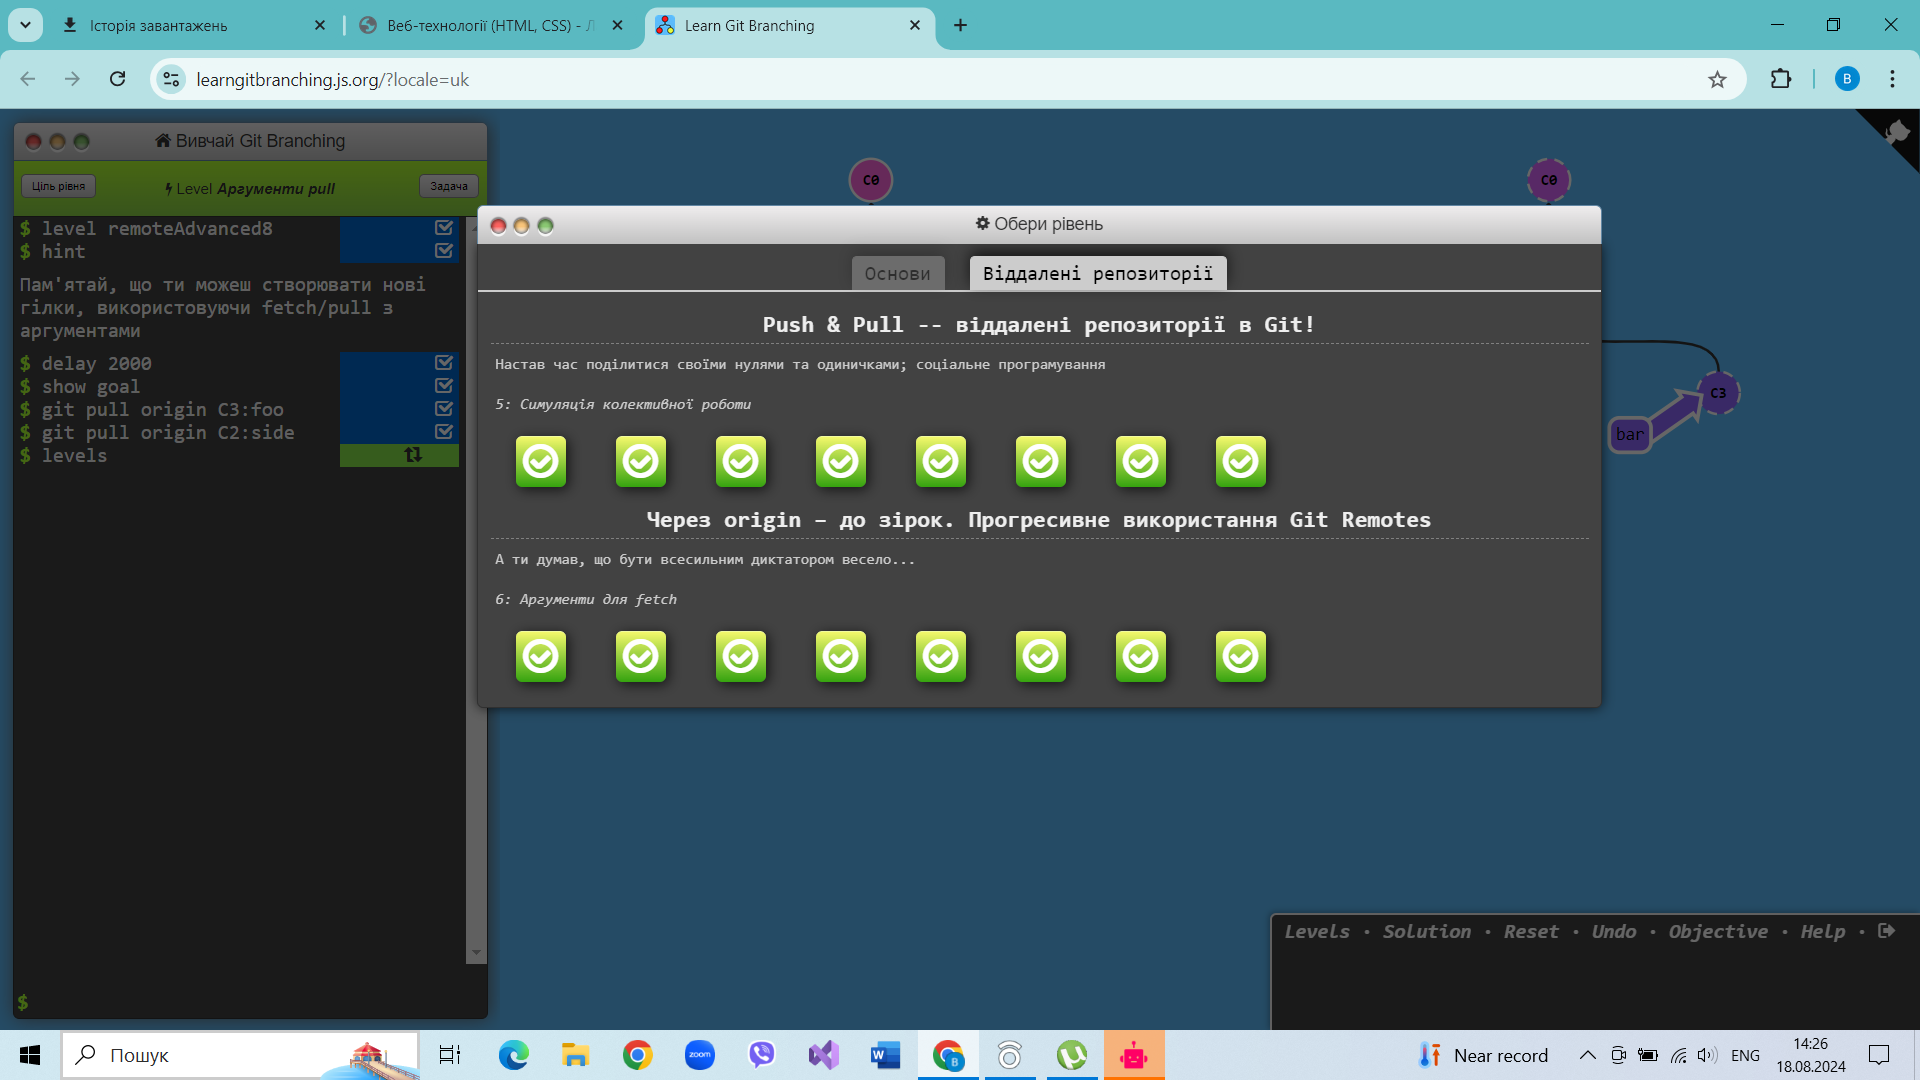 Історія завантажень
Веб-технології (HTML, CSS) - Л
Learn Git Branching
learngitbranching.js.org/?locale=uk
B
Вивчай Git Branching
Ціль рівня
Level Аргументи pull
Задача
$ level remoteAdvanced8
$ hint
Пам'ятай, що ти можеш створювати нові
гілки, використовуючи fetch/pull з
аргументами
$ delay 2000
$ show goal
$ git pull origin C3:foo
$ git pull origin C2:side
$ levels
$
C0
C0
C3
bar
Обери рівень
Основи
Віддалені репозиторії
Push & Pull -- віддалені репозиторії в Git!
Настав час поділитися своїми нулями та одиничками; соціальне програмування
5: Симуляція колективної роботи
Через origin – до зірок. Прогресивне використання Git Remotes
А ти думав, що бути всесильним диктатором весело...
6: Аргументи для fetch
Levels · Solution · Reset · Undo · Objective · Help ·
Пошук
zoom
W
B
Near record
ENG
14:26
18.08.2024